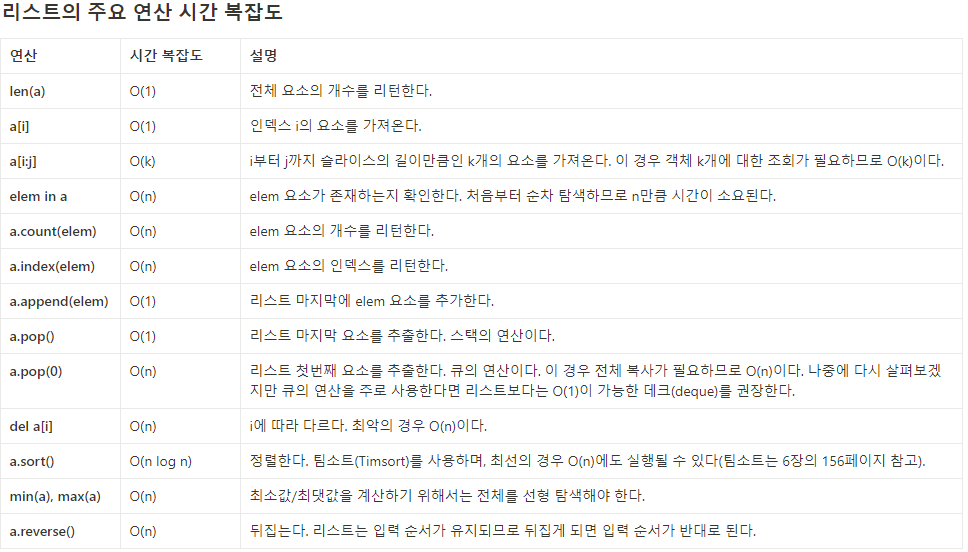 리스트의 주요 연산 시간 복잡도
연산 시간 복잡도 설명
len(a) O(1) 전체 요소의 개수를 리턴한다.
a[i] O(1) 인덱스 i의 요소를 가져온다.
a[i:j] O(k) i부터 j까지 슬라이스의 길이만큼인 k개의 요소를 가져온다. 이 경우 객체 k개에 대한 조회가 필요하므로 O(k)이다.
elem in a O(n) elem 요소가 존재하는지 확인한다. 처음부터 순차 탐색하므로 n만큼 시간이 소요된다.
a.count(elem) O(n) elem 요소의 개수를 리턴한다.
a.index(elem) O(n) elem 요소의 인덱스를 리턴한다.
a.append(elem) O(1) 리스트 마지막에 elem 요소를 추가한다.
a.pop() O(1) 리스트 마지막 요소를 추출한다. 스택의 연산이다.
a.pop(0) O(n) 리스트 첫번째 요소를 추출한다. 큐의 연산이다. 이 경우 전체 복사가 필요하므로 O(n)이다. 나중에 다시 살펴보겠
지만 큐의 연산을 주로 사용한다면 리스트보다는 O(1)이 가능한 데크(deque)를 권장한다.
del a[i] O(n) i에 따라 다르다. 최악의 경우 O(n)이다.
a.sort() O(n log n) 정렬한다. 팀소트(Timsort)를 사용하며, 최선의 경우 O(n)에도 실행될 수 있다(팀소트는 6장의 156페이지 참고).
min(a), max(a) O(n) 최소값/최댓값을 계산하기 위해서는 전체를 선형 탐색해야 한다.
a.reverse() O(n) 뒤집는다. 리스트는 입력 순서가 유지되므로 뒤집게 되면 입력 순서가 반대로 된다.